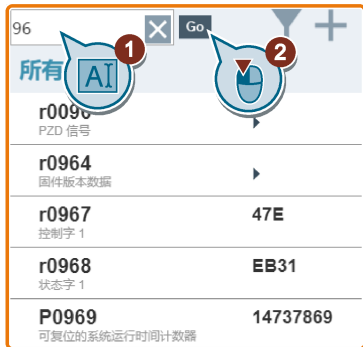 96 Go
1 2
所有 AI
r0096
PZD 信号
r0964
固件版本数据
r0967 47E
控制字 1
r0968 EB31
状态字 1
P0969 14737869
可复位的系统运行时间计数器